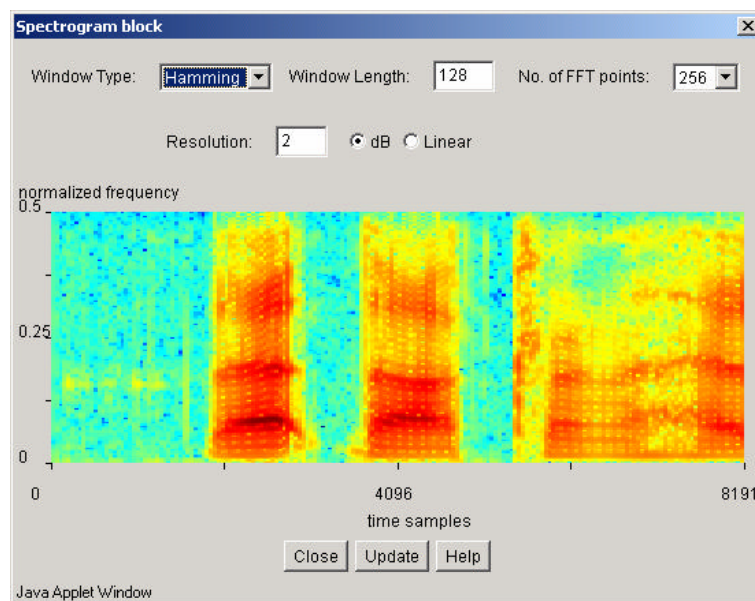 Spectrogram block
Window Type: Hamming Window Length: 128 No. of FFT points: 256
Resolution: 2 dB Linear
normalized frequency
0.5
0.25
0
0 4096 8191
time samples
Close Update Help
Java Applet Window